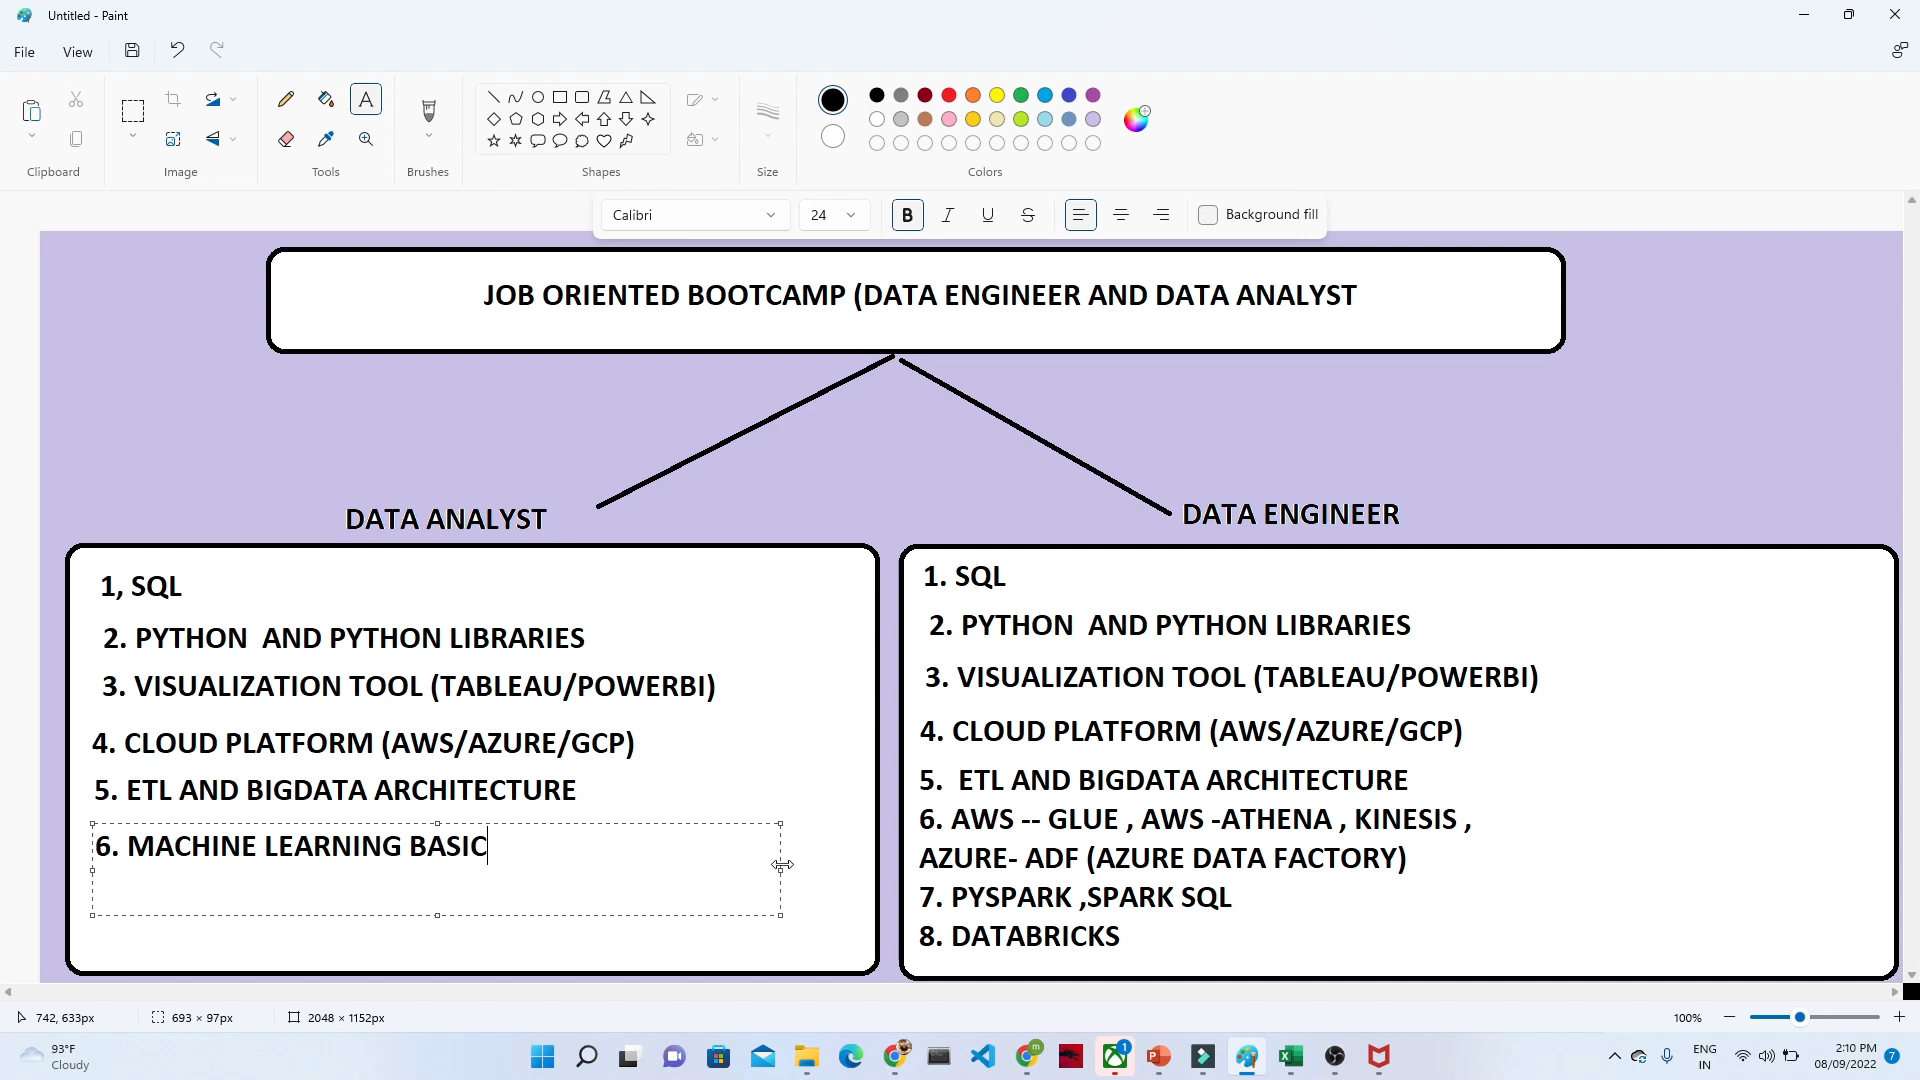 Untitled - Paint
File
View
Clipboard
Image
Tools
Brushes
Shapes
Size
Colors
Calibri
24
B
I
U
S
Background fill
JOB ORIENTED BOOTCAMP (DATA ENGINEER AND DATA ANALYST
DATA ANALYST
1, SQL
2. PYTHON  AND PYTHON LIBRARIES
3. VISUALIZATION TOOL (TABLEAU/POWERBI)
4. CLOUD PLATFORM (AWS/AZURE/GCP)
5. ETL AND BIGDATA ARCHITECTURE
6. MACHINE LEARNING BASIC
DATA ENGINEER
1. SQL
2. PYTHON  AND PYTHON LIBRARIES
3. VISUALIZATION TOOL (TABLEAU/POWERBI)
4. CLOUD PLATFORM (AWS/AZURE/GCP)
5.  ETL AND BIGDATA ARCHITECTURE
6. AWS -- GLUE , AWS -ATHENA , KINESIS ,
AZURE- ADF (AZURE DATA FACTORY)
7. PYSPARK ,SPARK SQL
8. DATABRICKS
742, 633px
693 × 97px
2048 × 1152px
100%
93°F
Cloudy
ENG
IN
2:10 PM
08/09/2022
7